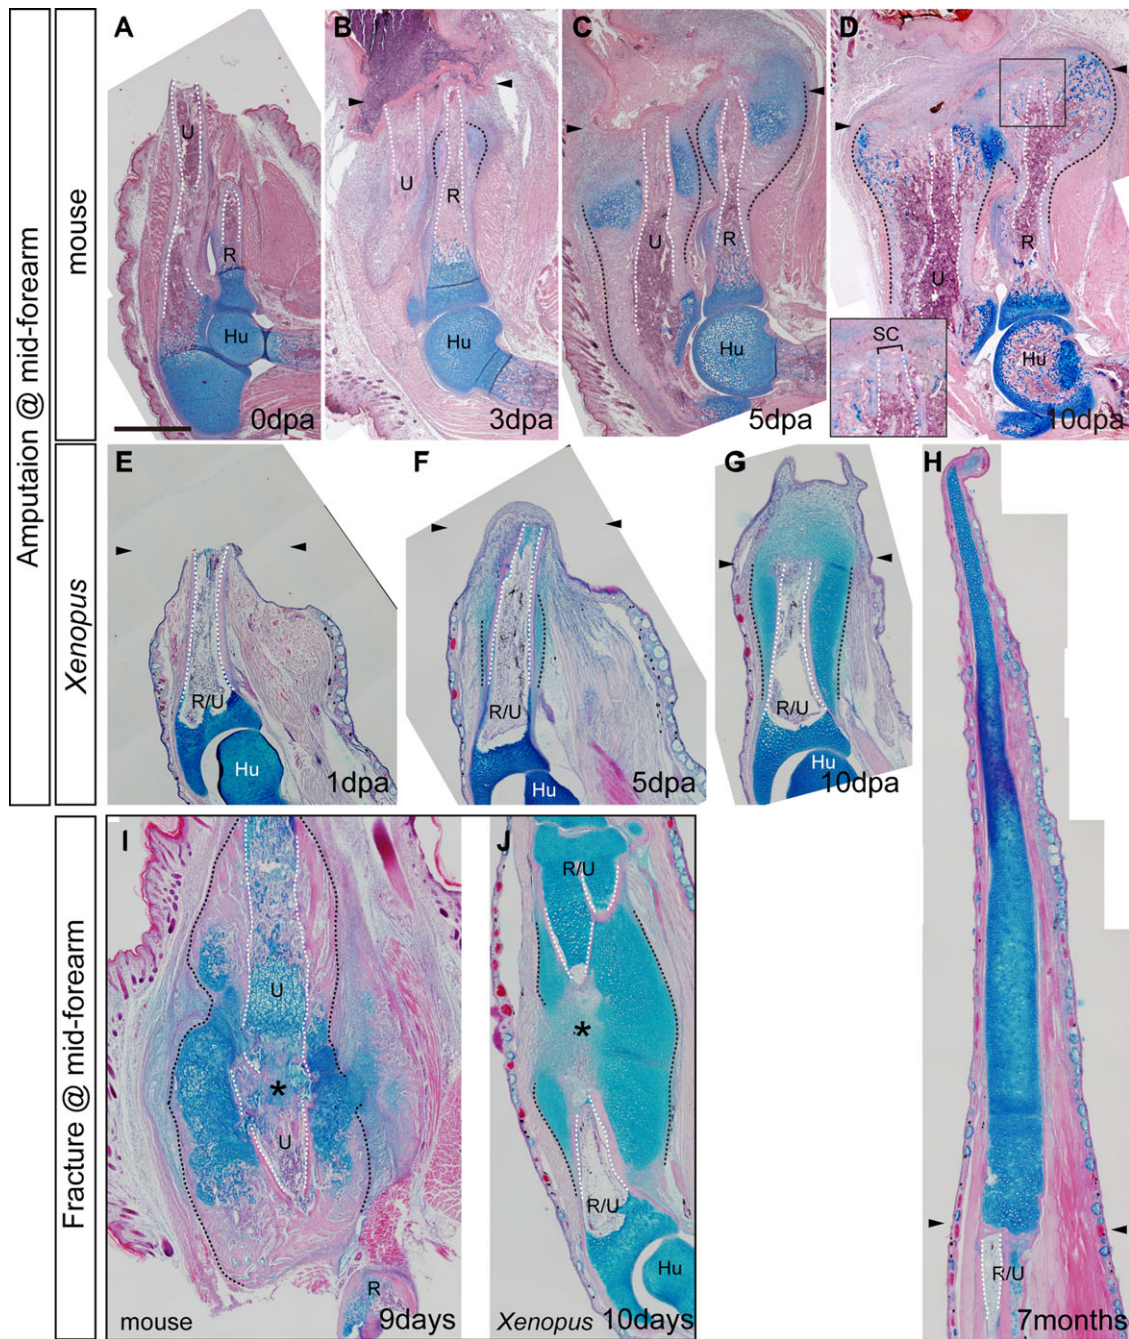 Amputaion @ mid-forearm
mouse
A
U
R
Hu
0dpa
B
U
R
Hu
3dpa
C
U
R
Hu
5dpa
D
U
R
SC
Hu
10dpa
Xenopus
E
R/U
Hu
1dpa
F
R/U
Hu
5dpa
G
R/U
Hu
10dpa
H
R/U
7months
Fracture @ mid-forearm
I
U
*
U
R
mouse
9days
J
R/U
*
R/U
Hu
Xenopus 10days